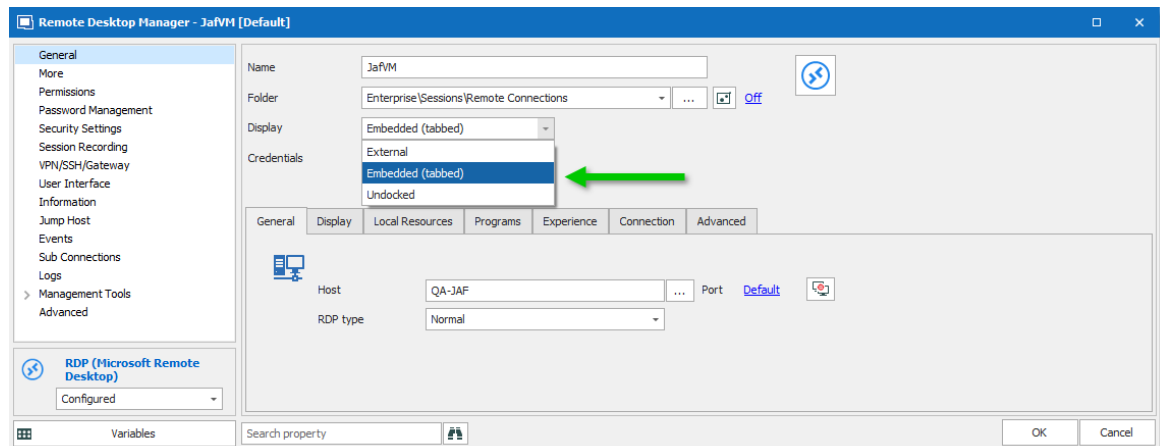 Remote Desktop Manager - JafVM [Default]
General
More
Permissions
Password Management
Security Settings
Session Recording
VPN/SSH/Gateway
User Interface
Information
Jump Host
Events
Sub Connections
Logs
Management Tools
Advanced
RDP (Microsoft Remote
Desktop)
Configured
Variables
Name JafVM
Folder Enterprise\Sessions\Remote Connections ... Off
Display Embedded (tabbed)
Credentials
External
Embedded (tabbed)
Undocked
General Display Local Resources Programs Experience Connection Advanced
Host QA-JAF ... Port Default
RDP type Normal
Search property
OK Cancel